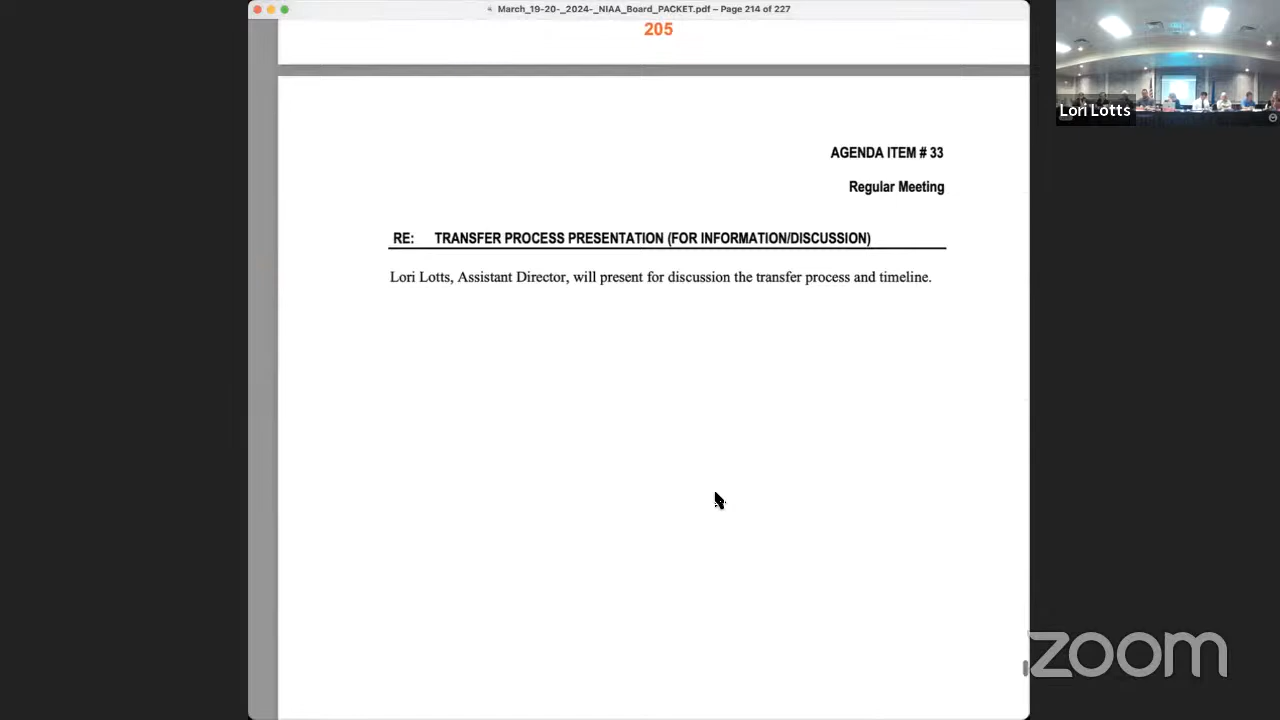 March_19-20-_2024-_NIAA_Board_PACKET.pdf – Page 214 of 227
205
Lori Lotts
AGENDA ITEM # 33
Regular Meeting
RE: TRANSFER PROCESS PRESENTATION (FOR INFORMATION/DISCUSSION)
Lori Lotts, Assistant Director, will present for discussion the transfer process and timeline.
zoom